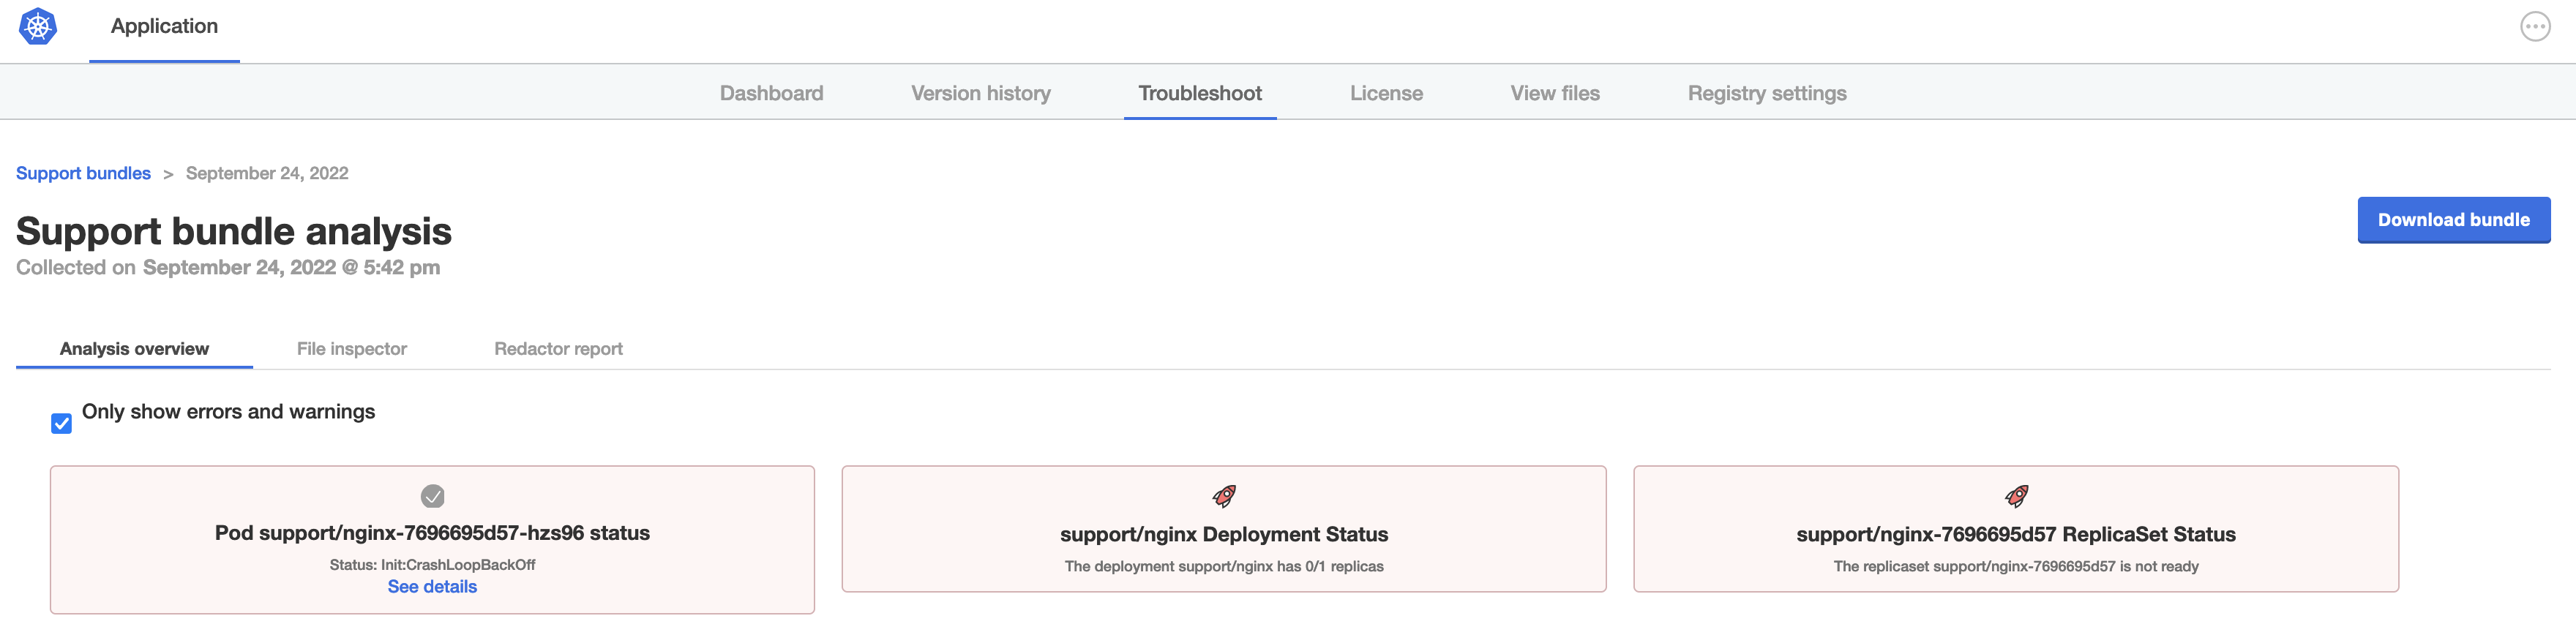 Application
Dashboard Version history Troubleshoot License View files Registry settings
Support bundles > September 24, 2022
Support bundle analysis
Download bundle
Collected on September 24, 2022 @ 5:42 pm
Analysis overview File inspector Redactor report
Only show errors and warnings
Pod support/nginx-7696695d57-hzs96 status
Status: Init:CrashLoopBackOff
See details
support/nginx Deployment Status
The deployment support/nginx has 0/1 replicas
support/nginx-7696695d57 ReplicaSet Status
The replicaset support/nginx-7696695d57 is not ready